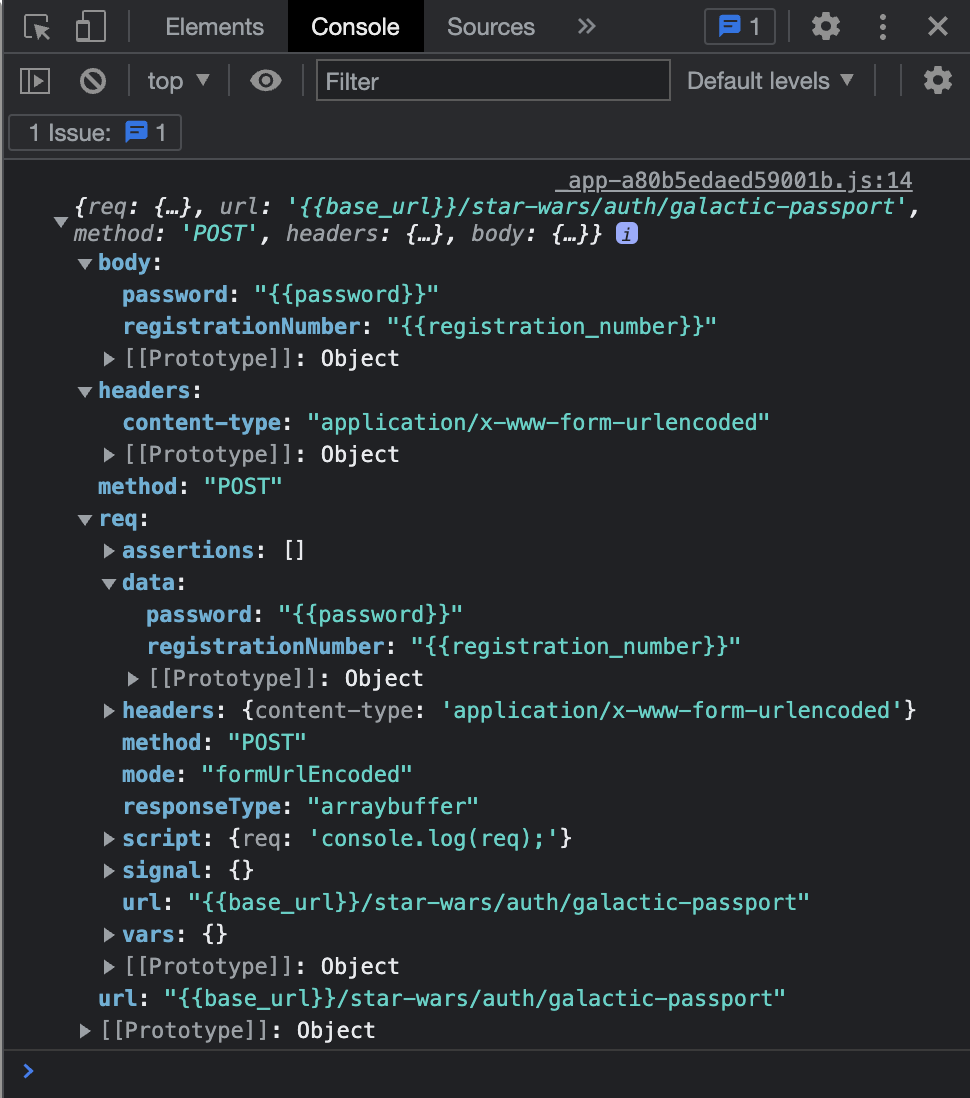 Elements Console Sources 1
top Filter Default levels
1 Issue: 1
_app-a80b5edaed59001b.js:14
{req: {…}, url: '{{base_url}}/star-wars/auth/galactic-passport',
method: 'POST', headers: {…}, body: {…}} i
body:
password: "{{password}}"
registrationNumber: "{{registration_number}}"
[[Prototype]]: Object
headers:
content-type: "application/x-www-form-urlencoded"
[[Prototype]]: Object
method: "POST"
req:
assertions: []
data:
password: "{{password}}"
registrationNumber: "{{registration_number}}"
[[Prototype]]: Object
headers: {content-type: 'application/x-www-form-urlencoded'}
method: "POST"
mode: "formUrlEncoded"
responseType: "arraybuffer"
script: {req: 'console.log(req);'}
signal: {}
url: "{{base_url}}/star-wars/auth/galactic-passport"
vars: {}
[[Prototype]]: Object
url: "{{base_url}}/star-wars/auth/galactic-passport"
[[Prototype]]: Object